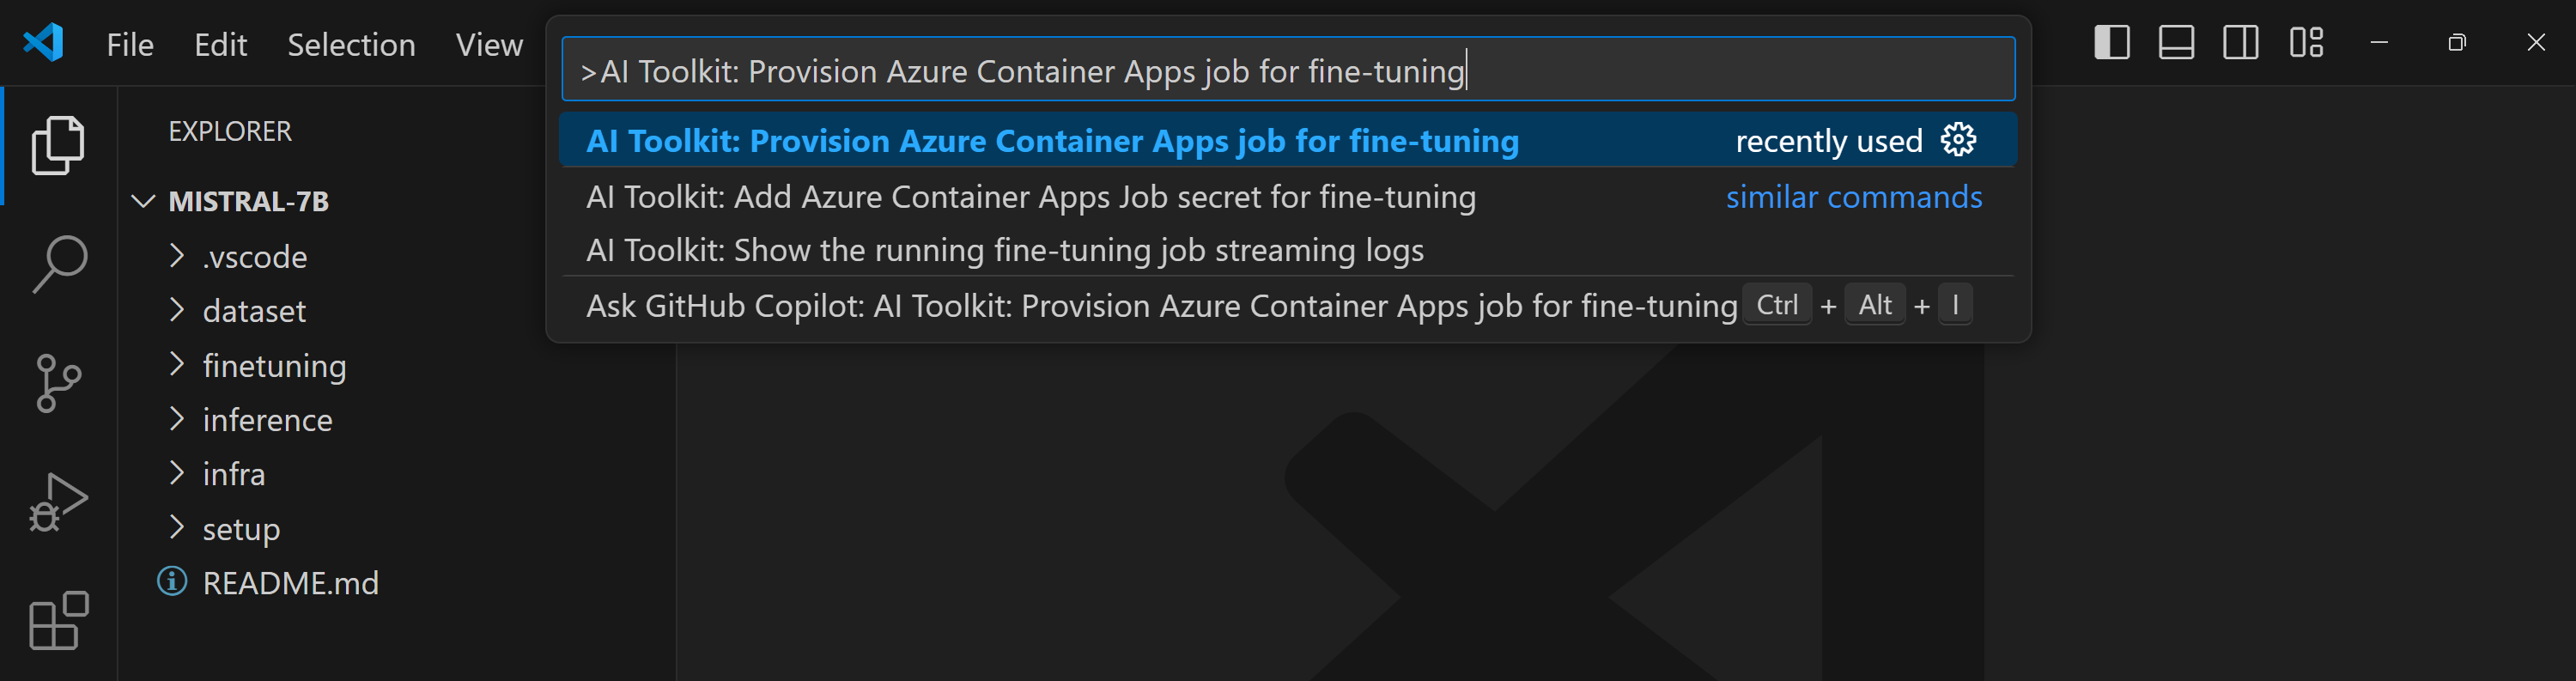 File Edit Selection View
>AI Toolkit: Provision Azure Container Apps job for fine-tuning
AI Toolkit: Provision Azure Container Apps job for fine-tuning recently used
AI Toolkit: Add Azure Container Apps Job secret for fine-tuning similar commands
AI Toolkit: Show the running fine-tuning job streaming logs
Ask GitHub Copilot: AI Toolkit: Provision Azure Container Apps job for fine-tuning Ctrl + Alt + I
EXPLORER
MISTRAL-7B
.vscode
dataset
finetuning
inference
infra
setup
README.md